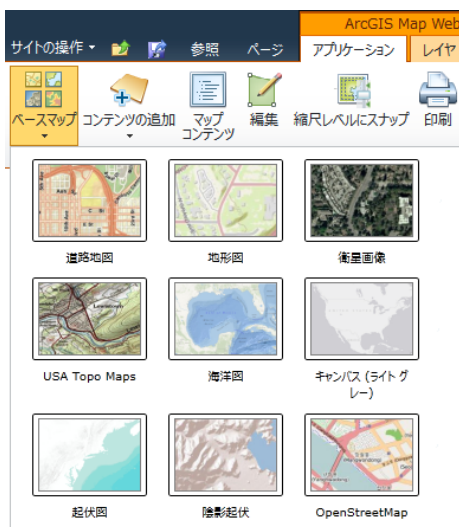 ArcGIS Map Web
サイトの操作
参照
ページ
アプリケーション
レイヤ
ベースマップ
コンテンツの追加
マップ
コンテンツ
編集
縮尺レベルにスナップ
印刷
道路地図
地形図
衛星画像
USA Topo Maps
海洋図
キャンバス (ライト グ
レー)
起伏図
陰影起伏
OpenStreetMap